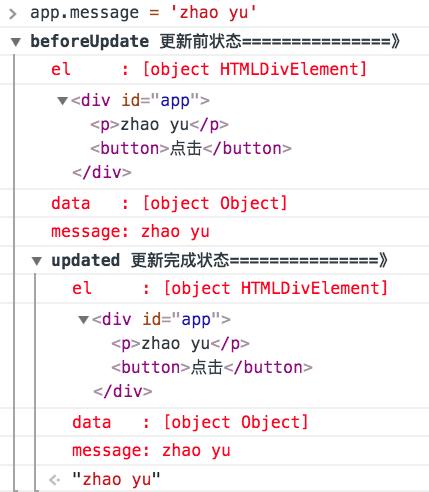 app.message = 'zhao yu'
beforeUpdate 更新前状态===============》
el     : [object HTMLDivElement]
<div id="app">
<p>zhao yu</p>
<button>点击</button>
</div>
data   : [object Object]
message: zhao yu
updated 更新完成状态===============》
el     : [object HTMLDivElement]
<div id="app">
<p>zhao yu</p>
<button>点击</button>
</div>
data   : [object Object]
message: zhao yu
"zhao yu"